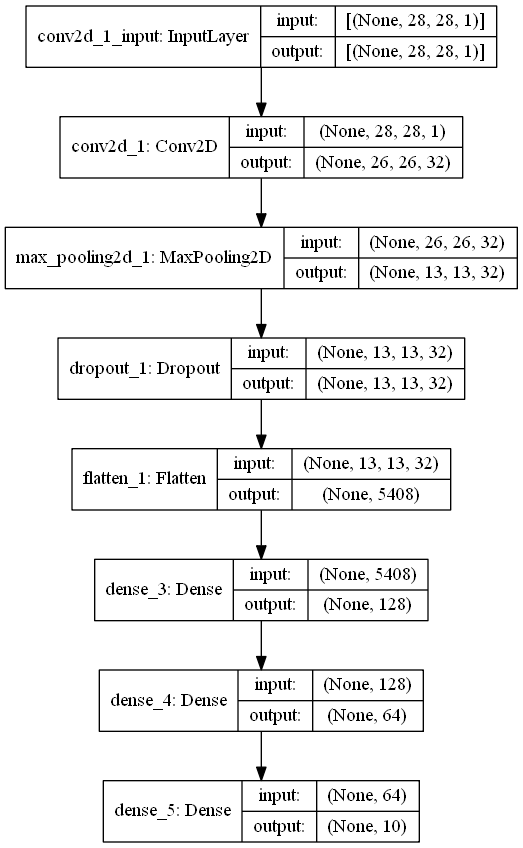 conv2d_1_input: InputLayer
input:
[(None, 28, 28, 1)]
output:
[(None, 28, 28, 1)]
conv2d_1: Conv2D
input:
(None, 28, 28, 1)
output:
(None, 26, 26, 32)
max_pooling2d_1: MaxPooling2D
input:
(None, 26, 26, 32)
output:
(None, 13, 13, 32)
dropout_1: Dropout
input:
(None, 13, 13, 32)
output:
(None, 13, 13, 32)
flatten_1: Flatten
input:
(None, 13, 13, 32)
output:
(None, 5408)
dense_3: Dense
input:
(None, 5408)
output:
(None, 128)
dense_4: Dense
input:
(None, 128)
output:
(None, 64)
dense_5: Dense
input:
(None, 64)
output:
(None, 10)